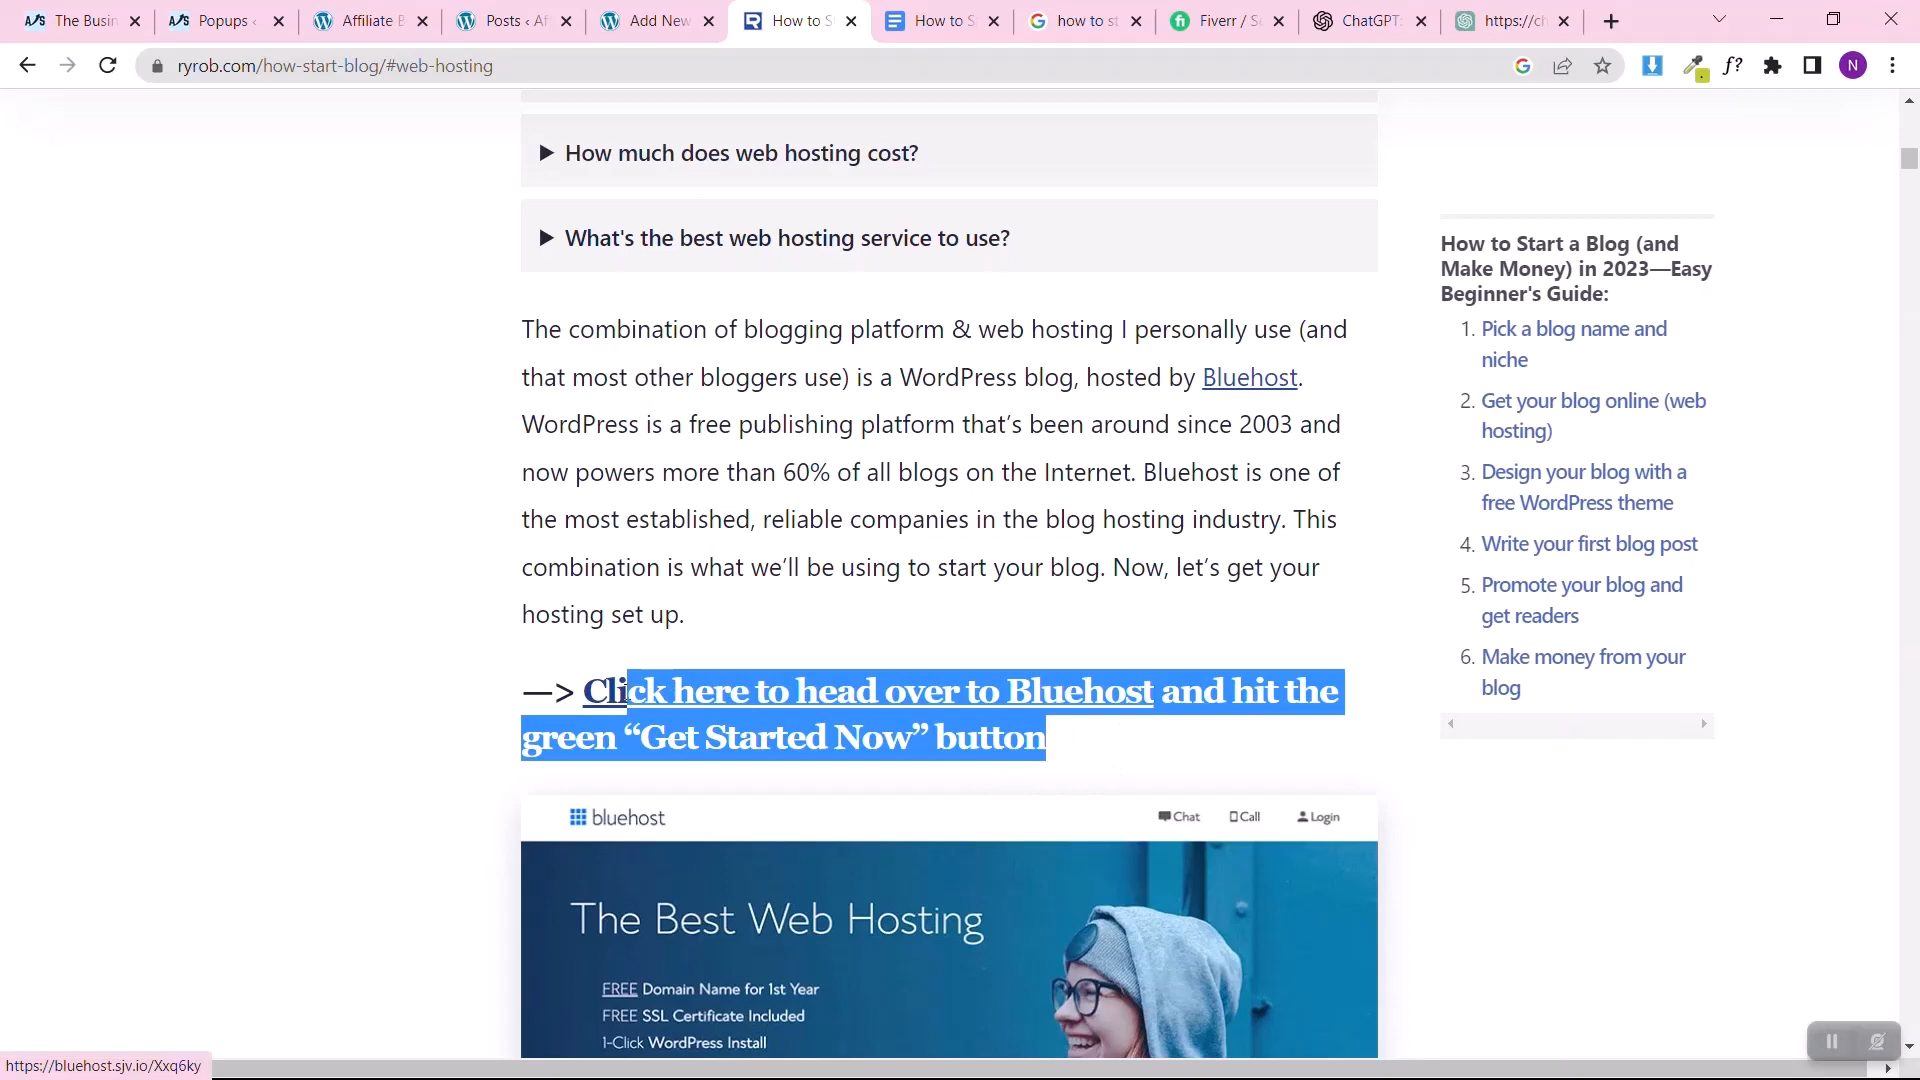 The Busin
Popups ‹
Affiliate B
Posts ‹ Af
Add New
How to S
How to S
how to st
Fiverr / Se
ChatGPT:
https://ch
ryrob.com/how-start-blog/#web-hosting
f?
N
How much does web hosting cost?
What's the best web hosting service to use?
The combination of blogging platform & web hosting I personally use (and
that most other bloggers use) is a WordPress blog, hosted by Bluehost.
WordPress is a free publishing platform that’s been around since 2003 and
now powers more than 60% of all blogs on the Internet. Bluehost is one of
the most established, reliable companies in the blog hosting industry. This
combination is what we’ll be using to start your blog. Now, let’s get your
hosting set up.
—> Click here to head over to Bluehost and hit the
green “Get Started Now” button
bluehost
Chat
Call
Login
The Best Web Hosting
FREE Domain Name for 1st Year
FREE SSL Certificate Included
1-Click WordPress Install
How to Start a Blog (and
Make Money) in 2023—Easy
Beginner's Guide:
1. Pick a blog name and
niche
2. Get your blog online (web
hosting)
3. Design your blog with a
free WordPress theme
4. Write your first blog post
5. Promote your blog and
get readers
6. Make money from your
blog
https://bluehost.sjv.io/Xxq6ky